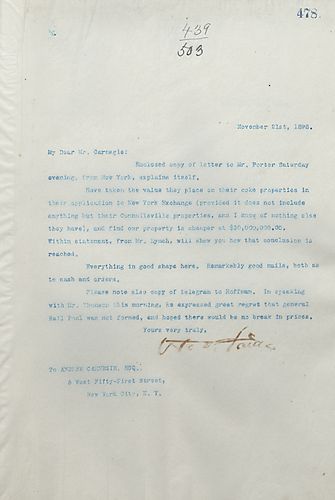 478
439
503
November 21st, 1898.
My Dear Mr. Carnegie:
Enclosed copy of letter to Mr. Porter Saturday
evening, from New York, explains itself.
Have taken the value they place on their coke properties in
their application to New York Exchange (provided it does not include
anything but their Connellsville properties, and I know of nothing else
they have), and find our property is cheaper at $30,000,000.00.
Within statement, from Mr. Lynch, will show you how that conclusion is
reached.
Everything in good shape here. Remarkably good mails, both as
to cash and orders.
Please note also copy of telegram to Hoffman. In speaking
with Mr. Thomson this morning, he expressed great regret that general
Rail Pool was not formed, and hoped there would be no break in prices.
Yours very truly,
To ANDREW CARNEGIE, ESQ.,
5 West Fifty-First Street,
New York City, N. Y.